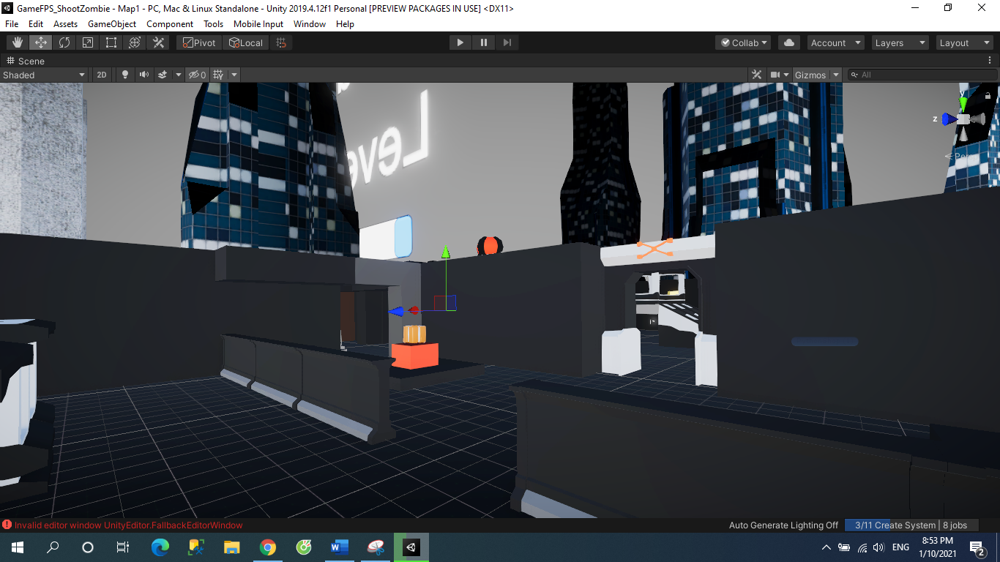 GameFPS_ShootZombie - Map1 - PC, Mac & Linux Standalone - Unity 2019.4.12f1 Personal [PREVIEW PACKAGES IN USE] <DX11>
File Edit Assets GameObject Component Tools Mobile Input Window Help
Pivot Local Collab Account Layers Layout
Scene
Shaded 2D 0 Gizmos All
y
z
Leve
Invalid editor window UnityEditor.FallbackEditorWindow
Auto Generate Lighting Off 3/11 Create System | 8 jobs
ENG 8:53 PM
1/10/2021
2